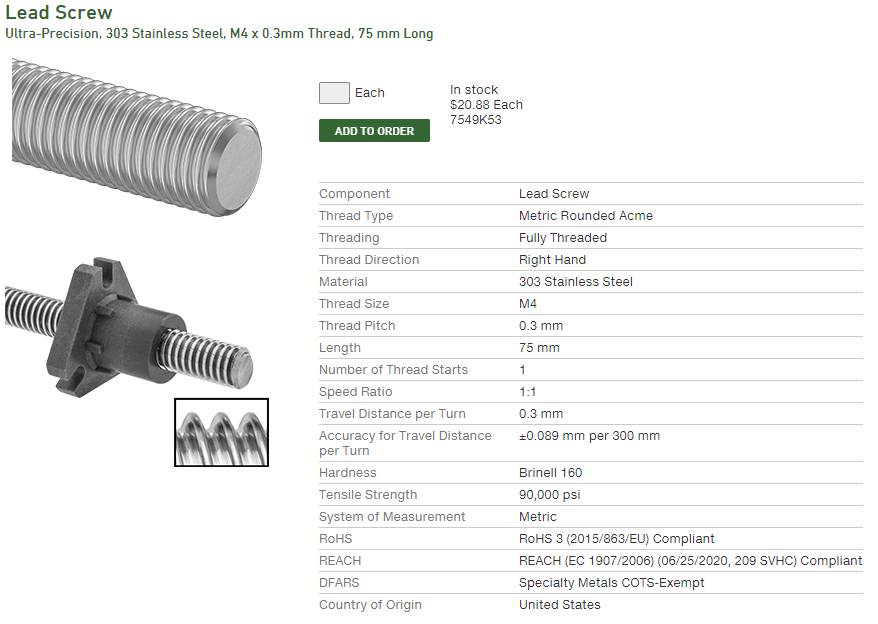 Lead Screw
Ultra-Precision, 303 Stainless Steel, M4 x 0.3mm Thread, 75 mm Long
Each
In stock
$20.88 Each
7549K53
ADD TO ORDER
Component Lead Screw
Thread Type Metric Rounded Acme
Threading Fully Threaded
Thread Direction Right Hand
Material 303 Stainless Steel
Thread Size M4
Thread Pitch 0.3 mm
Length 75 mm
Number of Thread Starts 1
Speed Ratio 1:1
Travel Distance per Turn 0.3 mm
Accuracy for Travel Distance ±0.089 mm per 300 mm
per Turn
Hardness Brinell 160
Tensile Strength 90,000 psi
System of Measurement Metric
RoHS RoHS 3 (2015/863/EU) Compliant
REACH REACH (EC 1907/2006) (06/25/2020, 209 SVHC) Compliant
DFARS Specialty Metals COTS-Exempt
Country of Origin United States